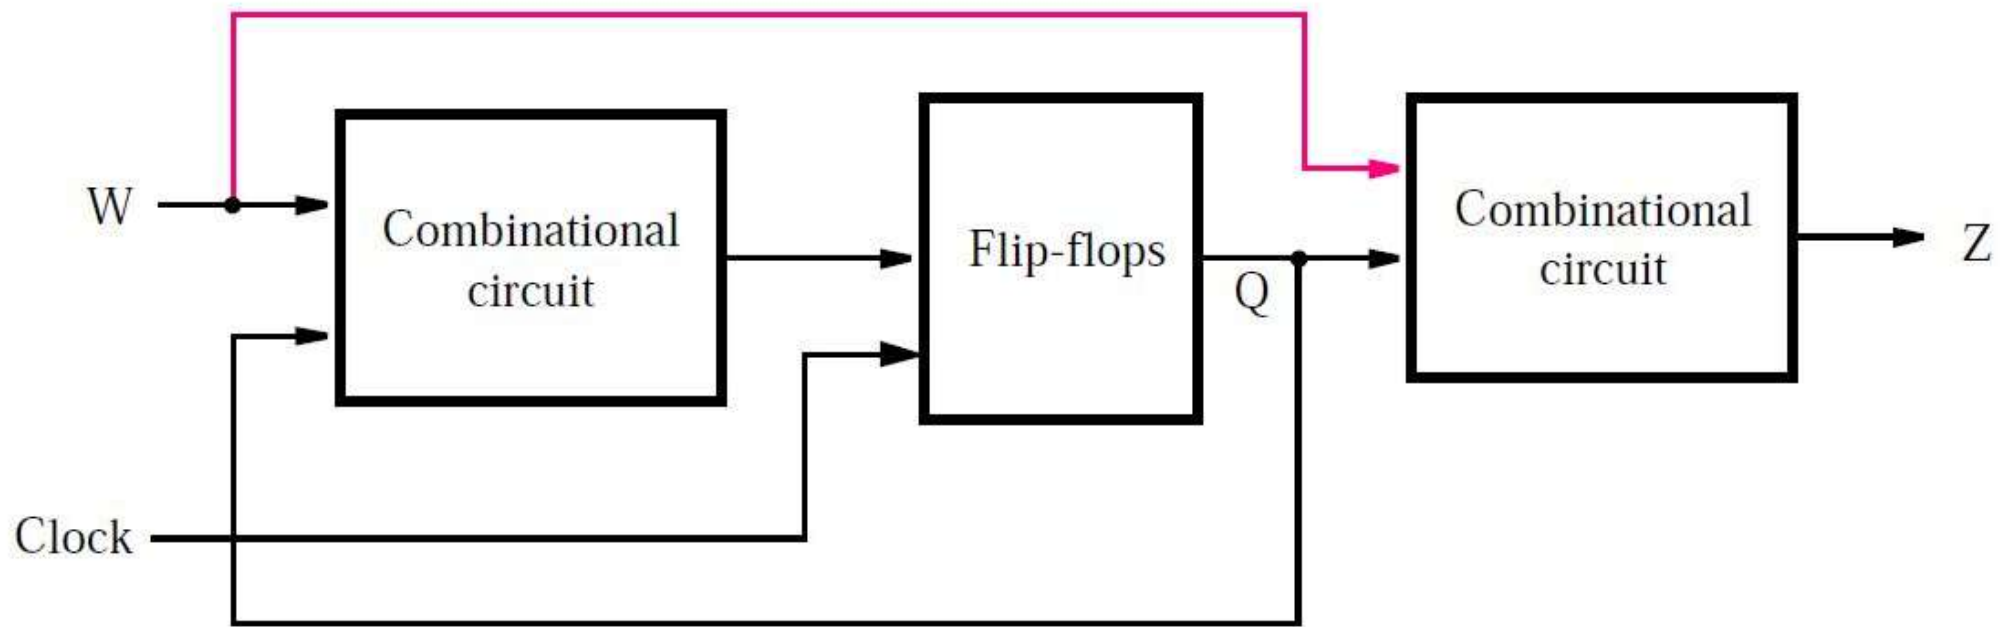 W
Combinational
circuit
Flip-flops
Q
Combinational
circuit
Z
Clock